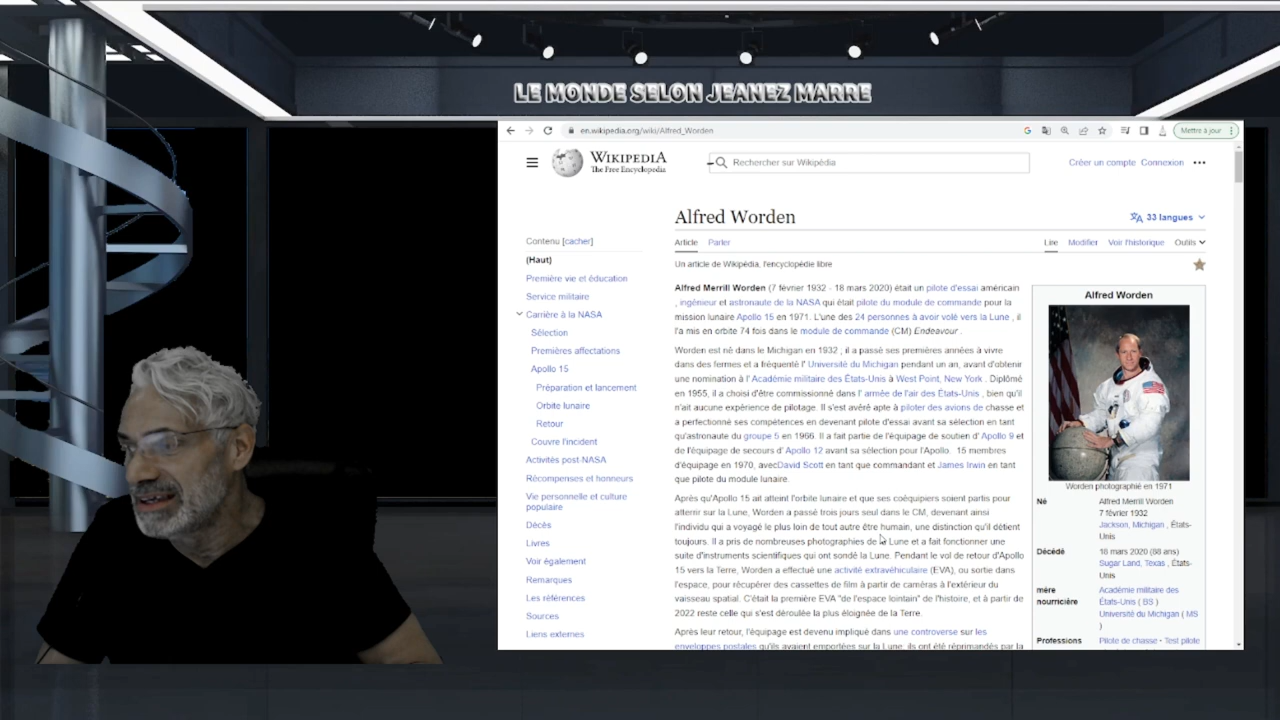 LE MONDE SELON JEANEZ MARRE
en.wikipedia.org/wiki/Alfred_Worden
Mettre à jour
WIKIPEDIA
The Free Encyclopedia
Rechercher sur Wikipédia
Créer un compte Connexion
Alfred Worden
33 langues
Article Parler
Lire Modifier Voir l'historique Outils
Un article de Wikipédia, l'encyclopédie libre
Contenu [cacher]
(Haut)
Première vie et éducation
Service militaire
Carrière à la NASA
Sélection
Premières affectations
Apollo 15
Préparation et lancement
Orbite lunaire
Retour
Couvre l'incident
Activités post-NASA
Récompenses et honneurs
Vie personnelle et culture
populaire
Décès
Livres
Voir également
Remarques
Les références
Sources
Liens externes
Alfred Merrill Worden (7 février 1932 - 18 mars 2020) était un pilote d'essai américain
, ingénieur et astronaute de la NASA qui était pilote du module de commande pour la
mission lunaire Apollo 15 en 1971. L'une des 24 personnes à avoir volé vers la Lune , il
l'a mis en orbite 74 fois dans le module de commande (CM) Endeavour .
Worden est né dans le Michigan en 1932 , il a passé ses premières années à vivre
dans des fermes et a fréquenté l' Université du Michigan pendant un an, avant d'obtenir
une nomination à l' Académie militaire des États-Unis à West Point, New York . Diplômé
en 1955, il a choisi d'être commissionné dans l' armée de l'air des États-Unis , bien qu'il
n'ait aucune expérience de pilotage. Il s'est avéré apte à piloter des avions de chasse et
a perfectionné ses compétences en devenant pilote d'essai avant sa sélection en tant
qu'astronaute du groupe 5 en 1966. Il a fait partie de l'équipage de soutien d' Apollo 9 et
de l'équipage de secours d' Apollo 12 avant sa sélection pour l'Apollo. 15 membres
d'équipage en 1970, avecDavid Scott en tant que commandant et James Irwin en tant
que pilote du module lunaire.
Après qu'Apollo 15 ait atteint l'orbite lunaire et que ses coéquipiers soient partis pour
atterrir sur la Lune, Worden a passé trois jours seul dans le CM, devenant ainsi
l'individu qui a voyagé le plus loin de tout autre être humain, une distinction qu'il détient
toujours. Il a pris de nombreuses photographies de la Lune et a fait fonctionner une
suite d'instruments scientifiques qui ont sondé la Lune. Pendant le vol de retour d'Apollo
15 vers la Terre, Worden a effectué une activité extravéhiculaire (EVA), ou sortie dans
l'espace, pour récupérer des cassettes de film à partir de caméras à l'extérieur du
vaisseau spatial. C'était la première EVA "de l'espace lointain" de l'histoire, et à partir de
2022 reste celle qui s'est déroulée la plus éloignée de la Terre.
Après leur retour, l'équipage est devenu impliqué dans une controverse sur les
enveloppes postales qu'ils avaient emportées sur la Lune; ils ont été réprimandés par la
Alfred Worden
Worden photographié en 1971
Né Alfred Merrill Worden
7 février 1932
Jackson, Michigan , États-
Unis
Décédé 18 mars 2020 (88 ans)
Sugar Land, Texas , États-
Unis
mère Académie militaire des
nourricière États-Unis ( BS )
Université du Michigan ( MS
)
Professions Pilote de chasse • Test pilote